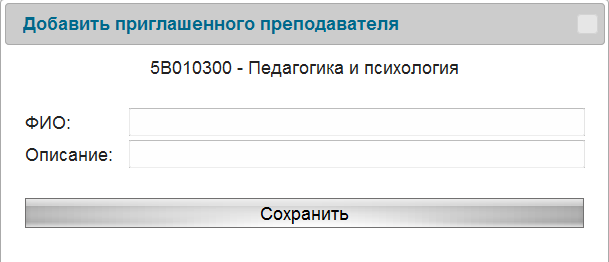 Добавить приглашенного преподавателя
5B010300 - Педагогика и психология
ФИО:
Описание:
Сохранить